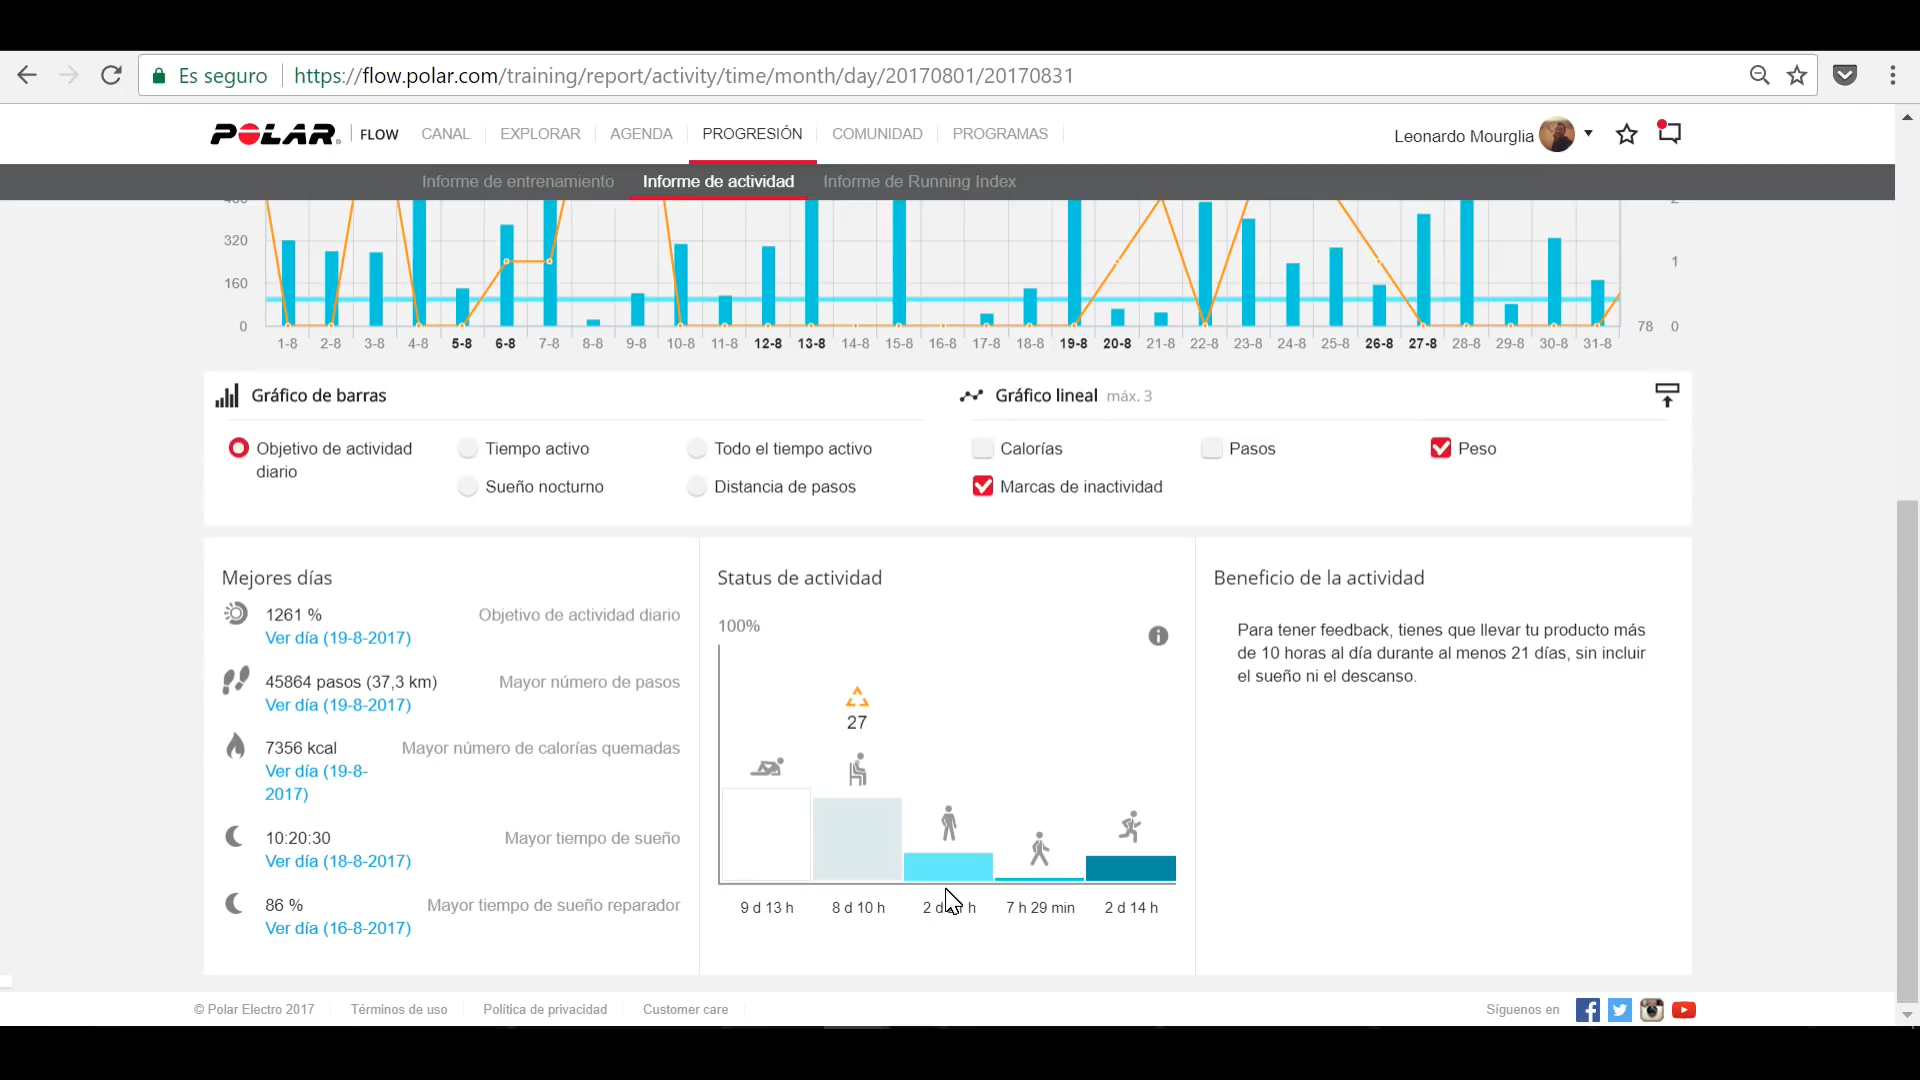 Es seguro https://flow.polar.com/training/report/activity/time/month/day/20170801/20170831
POLAR. FLOW CANAL EXPLORAR AGENDA PROGRESIÓN COMUNIDAD PROGRAMAS Leonardo Mourglia
Informe de entrenamiento Informe de actividad Informe de Running Index
320
160 1
0 78 0
1-8 2-8 3-8 4-8 5-8 6-8 7-8 8-8 9-8 10-8 11-8 12-8 13-8 14-8 15-8 16-8 17-8 18-8 19-8 20-8 21-8 22-8 23-8 24-8 25-8 26-8 27-8 28-8 29-8 30-8 31-8
Gráfico de barras
Objetivo de actividad diario
Tiempo activo
Todo el tiempo activo
Sueño nocturno
Distancia de pasos
Gráfico lineal máx. 3
Calorías
Pasos
Peso
Marcas de inactividad
Mejores días
1261 % Objetivo de actividad diario
Ver día (19-8-2017)
45864 pasos (37,3 km) Mayor número de pasos
Ver día (19-8-2017)
7356 kcal Mayor número de calorías quemadas
Ver día (19-8-
2017)
10:20:30 Mayor tiempo de sueño
Ver día (18-8-2017)
86 % Mayor tiempo de sueño reparador
Ver día (16-8-2017)
Status de actividad
100%
27
9 d 13 h 8 d 10 h 2 d h 7 h 29 min 2 d 14 h
Beneficio de la actividad
Para tener feedback, tienes que llevar tu producto más
de 10 horas al día durante al menos 21 días, sin incluir
el sueño ni el descanso.
© Polar Electro 2017 Términos de uso Política de privacidad Customer care Síguenos en